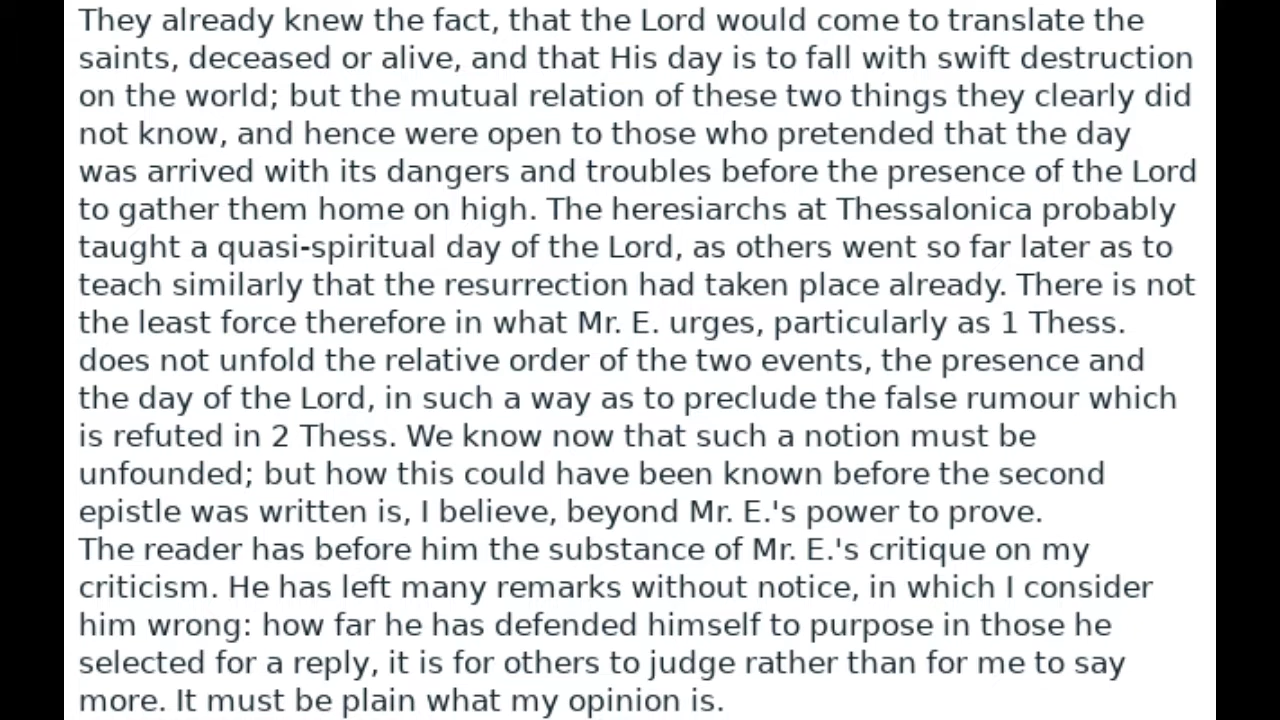 They already knew the fact, that the Lord would come to translate the
saints, deceased or alive, and that His day is to fall with swift destruction
on the world; but the mutual relation of these two things they clearly did
not know, and hence were open to those who pretended that the day
was arrived with its dangers and troubles before the presence of the Lord
to gather them home on high. The heresiarchs at Thessalonica probably
taught a quasi-spiritual day of the Lord, as others went so far later as to
teach similarly that the resurrection had taken place already. There is not
the least force therefore in what Mr. E. urges, particularly as 1 Thess.
does not unfold the relative order of the two events, the presence and
the day of the Lord, in such a way as to preclude the false rumour which
is refuted in 2 Thess. We know now that such a notion must be
unfounded; but how this could have been known before the second
epistle was written is, I believe, beyond Mr. E.'s power to prove.
The reader has before him the substance of Mr. E.'s critique on my
criticism. He has left many remarks without notice, in which I consider
him wrong: how far he has defended himself to purpose in those he
selected for a reply, it is for others to judge rather than for me to say
more. It must be plain what my opinion is.